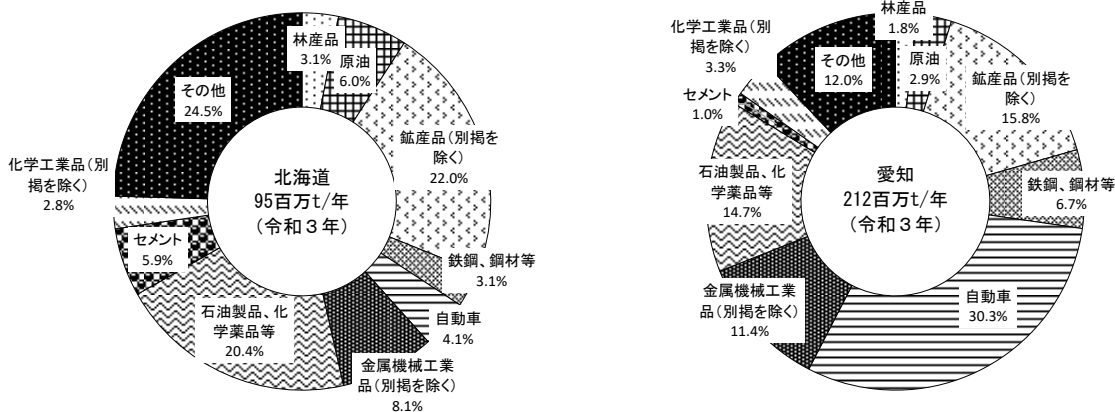 林産品
3.1%
原油
6.0%
鉱産品（別掲を
除く）
22.0%
鉄鋼、鋼材等
3.1%
自動車
4.1%
金属機械工業
品（別掲を除く）
8.1%
石油製品、化
学薬品等
20.4%
セメント
5.9%
化学工業品（別
掲を除く）
2.8%
その他
24.5%
北海道
95百万t/年
（令和３年）
林産品
1.8%
原油
2.9%
鉱産品（別掲を
除く）
15.8%
鉄鋼、鋼材等
6.7%
自動車
30.3%
金属機械工業
品（別掲を除く）
11.4%
石油製品、化
学薬品等
14.7%
セメント
1.0%
化学工業品（別
掲を除く）
3.3%
その他
12.0%
愛知
212百万t/年
（令和３年）